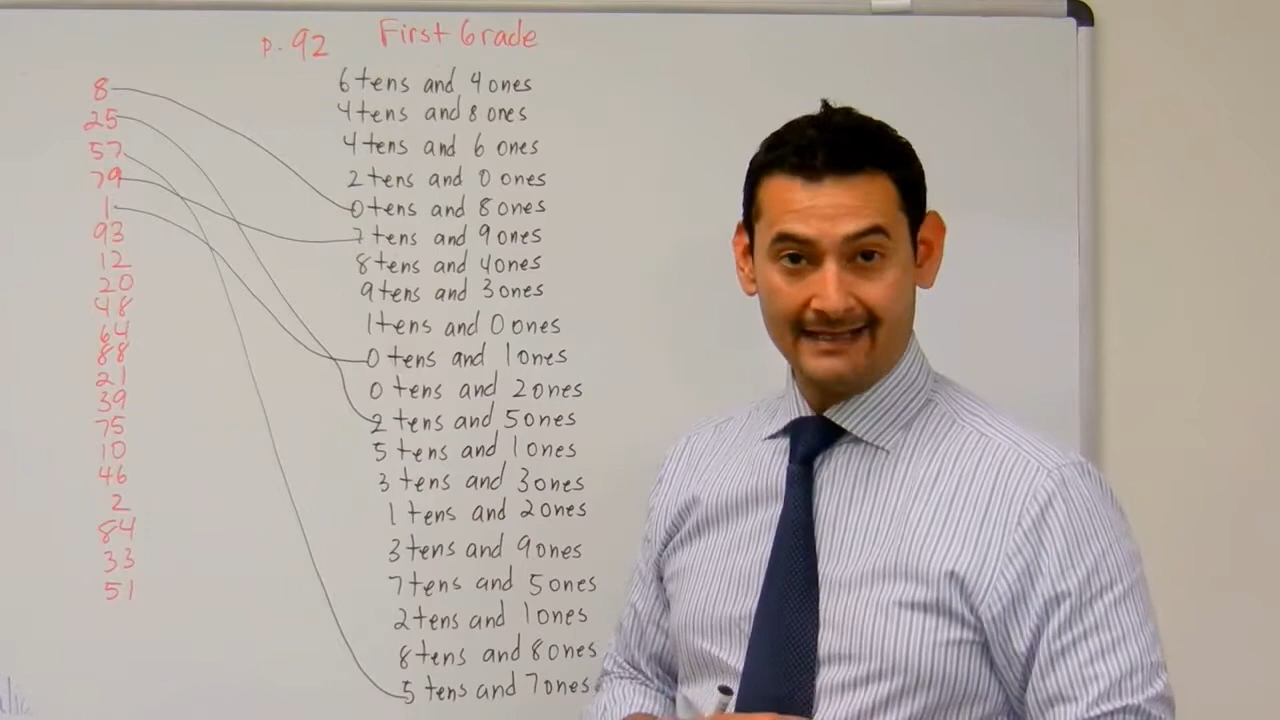 p. 92 First Grade
8
25
57
79
1
93
12
20
48
64
88
21
39
75
10
46
2
84
33
51
6 tens and 4 ones
4 tens and 8 ones
4 tens and 6 ones
2 tens and 0 ones
0 tens and 8 ones
7 tens and 9 ones
8 tens and 4 ones
9 tens and 3 ones
1 tens and 0 ones
0 tens and 1 ones
0 tens and 2 ones
2 tens and 5 ones
5 tens and 1 ones
3 tens and 3 ones
1 tens and 2 ones
3 tens and 9 ones
7 tens and 5 ones
2 tens and 1 ones
8 tens and 8 ones
5 tens and 7 ones